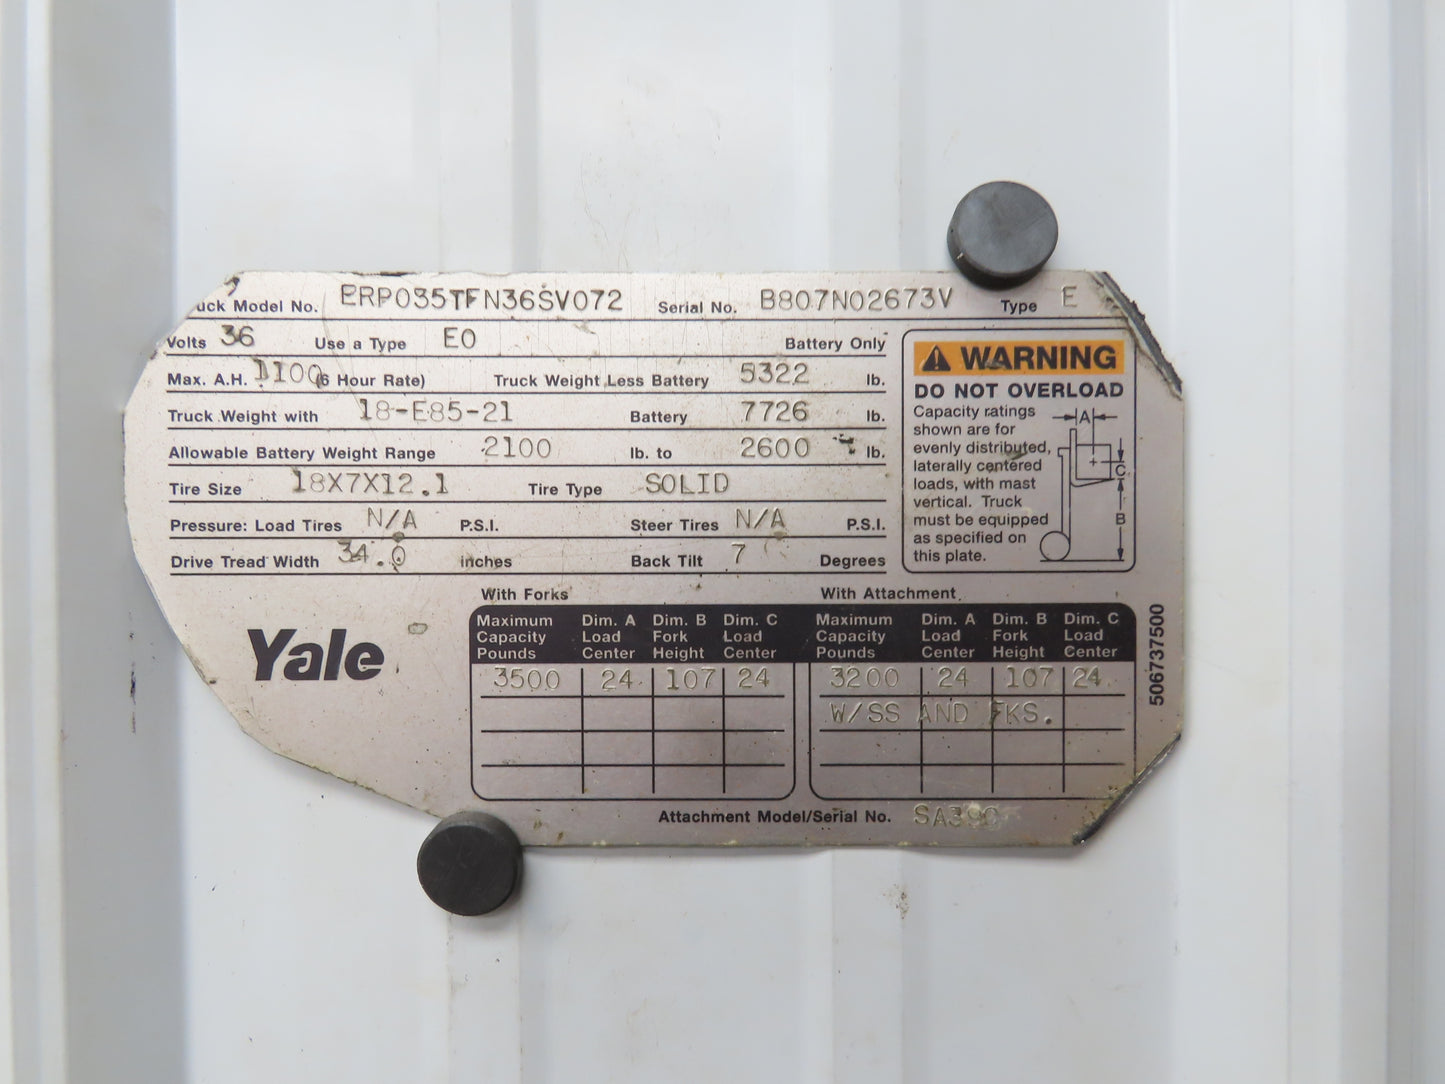 uck Model No. ERP035TFN36SV072 Serial No. B807N02673V Type E
Volts 36 Use a Type EO Battery Only
Max. A.H. 1100 (6 Hour Rate) Truck Weight Less Battery 5322 lb.
Truck Weight with 18-E85-21 Battery 7726 lb.
Allowable Battery Weight Range 2100 lb. to 2600 lb.
Tire Size 18X7X12.1 Tire Type SOLID
Pressure: Load Tires N/A P.S.I. Steer Tires N/A P.S.I.
Drive Tread Width 34.0 inches Back Tilt 7 Degrees
WARNING
DO NOT OVERLOAD
Capacity ratings
shown are for
evenly distributed,
laterally centered
loads, with mast
vertical. Truck
must be equipped
as specified on
this plate.
A
C
B
With Forks With Attachment
Maximum Dim. A Dim. B Dim. C Maximum Dim. A Dim. B Dim. C
Capacity Load Fork Load Capacity Load Fork Load
Pounds Center Height Center Pounds Center Height Center
3500 24 107 24 3200 24 107 24
W/SS AND FKS.
Yale
506737500
Attachment Model/Serial No. SA390